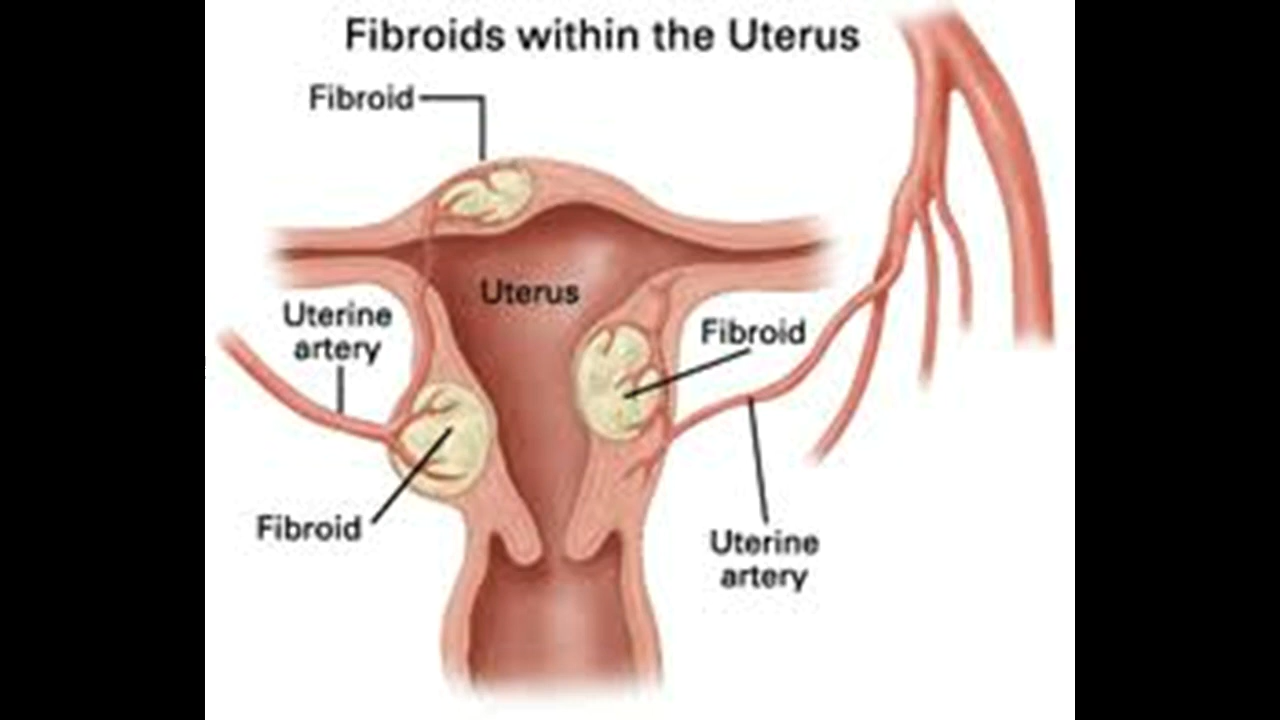 Fibroids within the Uterus
Fibroid
Uterus
Uterine
artery
Fibroid
Fibroid
Uterine
artery